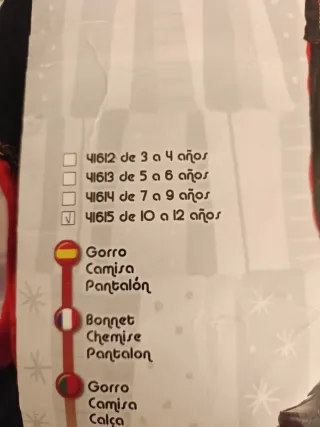 41612 de 3 a 4 años
41613 de 5 a 6 años
41614 de 7 a 9 años
41615 de 10 a 12 años
Gorro
Camisa
Pantalón
Bonnet
Chemise
Pantalon
Gorro
Camisa
Calça